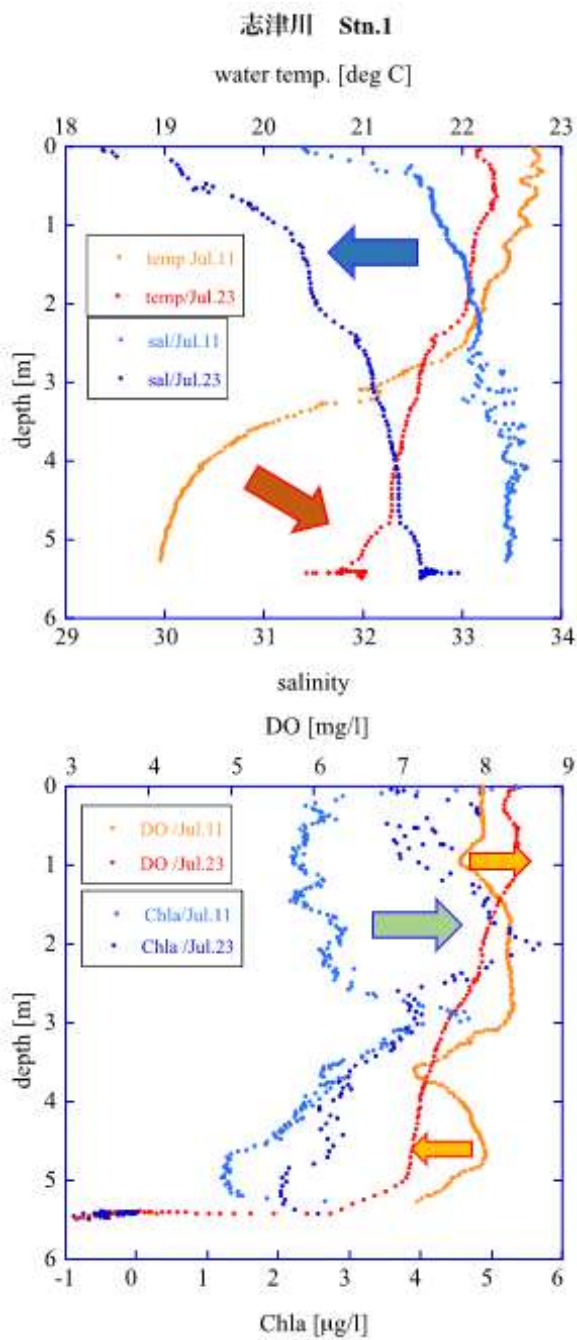 志津川 Stn.1
water temp. [deg C]
18 19 20 21 22 23
0
1
2
3
4
5
6
depth [m]
temp Jul.11
temp/Jul.23
sal/Jul.11
sal/Jul.23
29 30 31 32 33 34
salinity
DO [mg/l]
3 4 5 6 7 8 9
0
1
2
3
4
5
6
depth [m]
DO /Jul.11
DO /Jul.23
Chla/Jul.11
Chla /Jul.23
-1 0 1 2 3 4 5 6
Chla [µg/l]